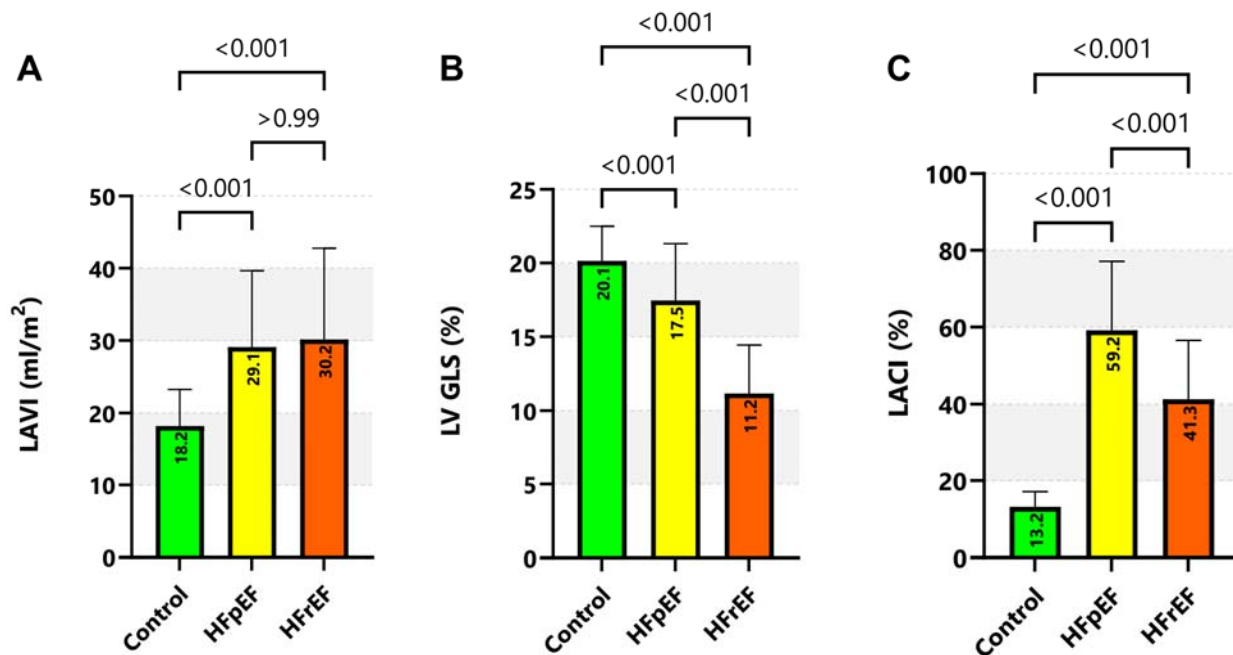 A
<0.001
>0.99
<0.001
LAVI (ml/m²)
50
40
30
20
10
0
18.2
29.1
30.2
Control
HFpEF
HFrEF
B
<0.001
<0.001
<0.001
LV GLS (%)
25
20
15
10
5
0
20.1
17.5
11.2
Control
HFpEF
HFrEF
C
<0.001
<0.001
<0.001
LACI (%)
100
80
60
40
20
0
13.2
59.2
41.3
Control
HFpEF
HFrEF